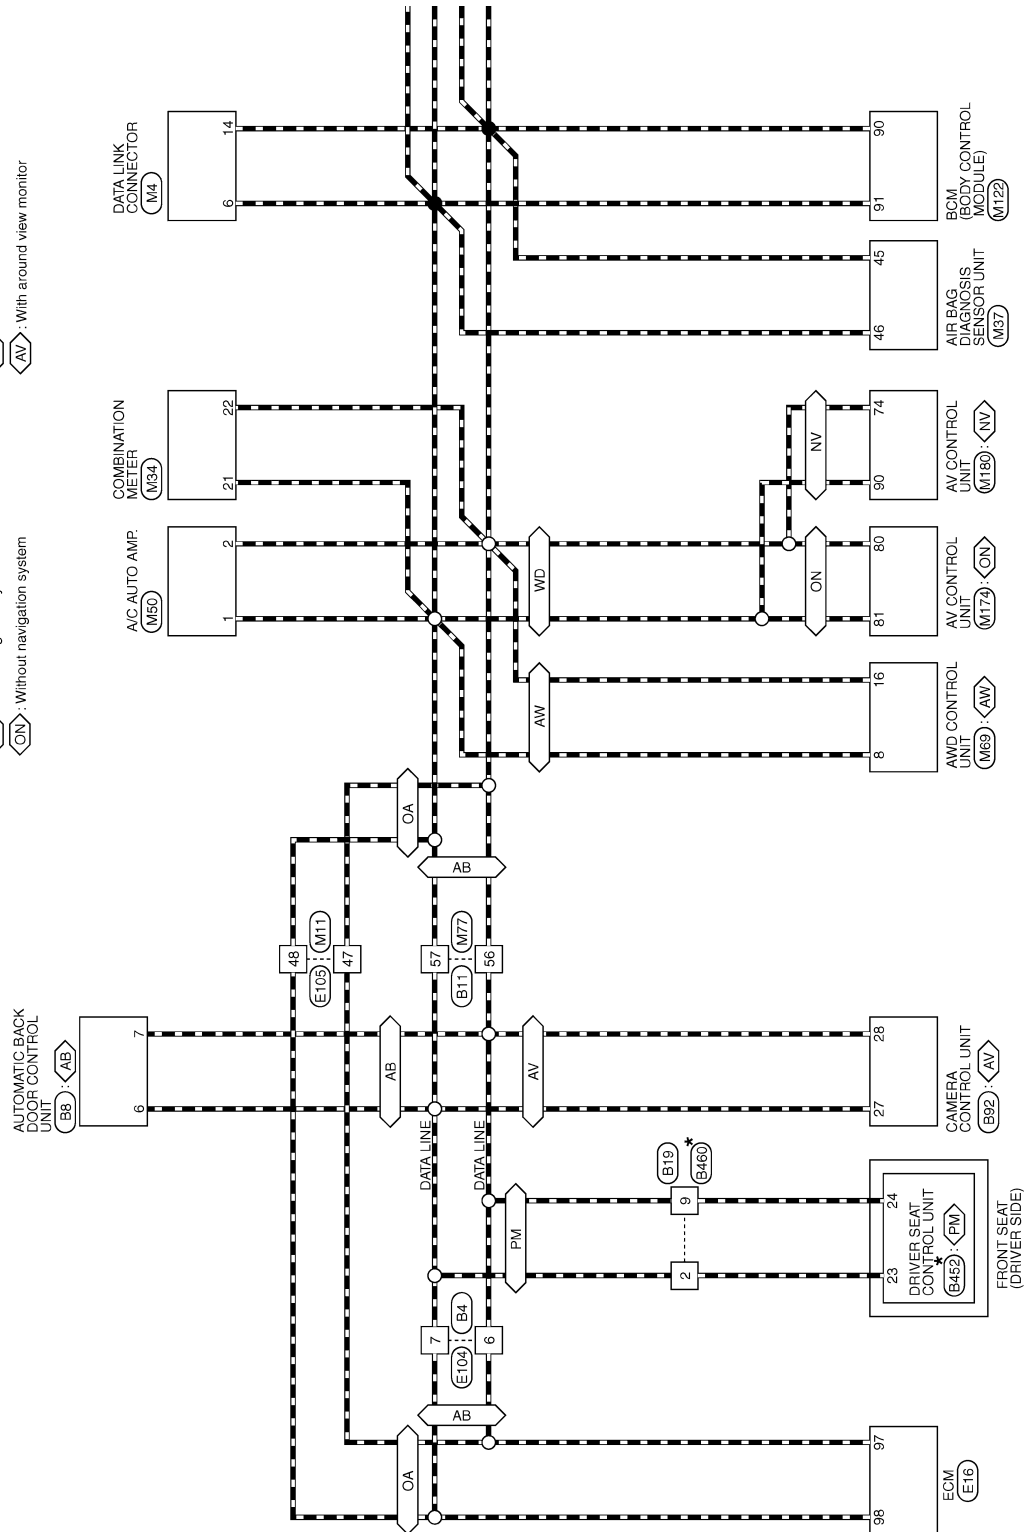 ON : Without navigation system
AV : With around view monitor
AUTOMATIC BACK
DOOR CONTROL
UNIT
B8 : AB
6 7
A/C AUTO AMP.
M50
1 2
COMBINATION
METER
M34
21 22
DATA LINK
CONNECTOR
M4
6 14
48
E105 M11
47
OA
AB
OA
DATA LINE
7
57
AB
E104 B4
B11 M77
AB
DATA LINE
6
56
PM
AV
AW
WD
2
9
B19
B460 *
OA
ON
NV
98 97
ECM
E16
23 24
DRIVER SEAT
CONTROL UNIT
B452 * : PM
FRONT SEAT
(DRIVER SIDE)
27 28
CAMERA
CONTROL UNIT
B92 : AV
8 16
AWD CONTROL
UNIT
M69 : AW
81 80
AV CONTROL
UNIT
M174 : ON
90 74
AV CONTROL
UNIT
M180 : NV
46 45
AIR BAG
DIAGNOSIS
SENSOR UNIT
M37
91 90
BCM
(BODY CONTROL
MODULE)
M122